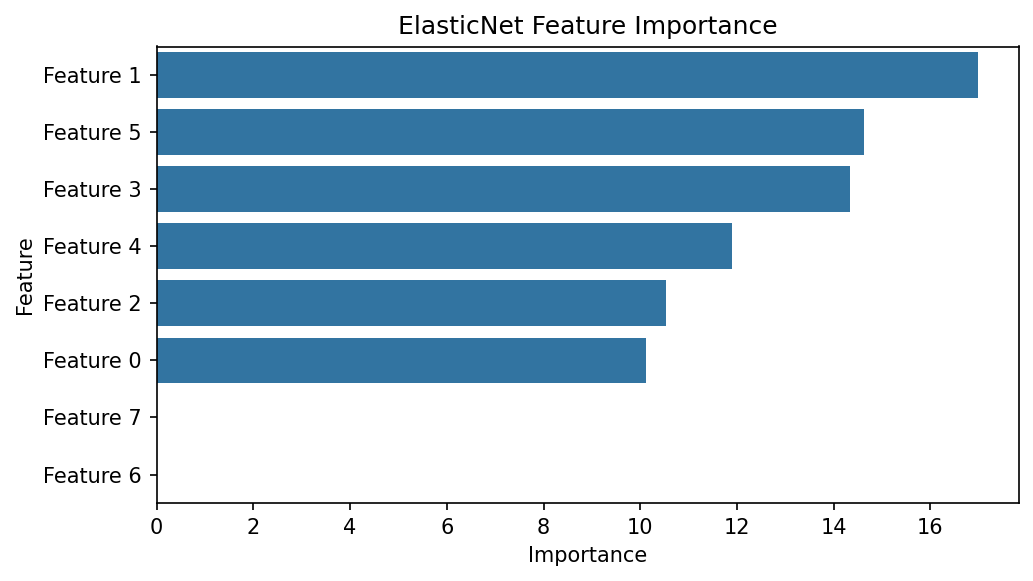 ElasticNet Feature Importance
Feature 1
Feature 5
Feature 3
Feature 4
Feature 2
Feature 0
Feature 7
Feature 6
Feature
0 2 4 6 8 10 12 14 16
Importance